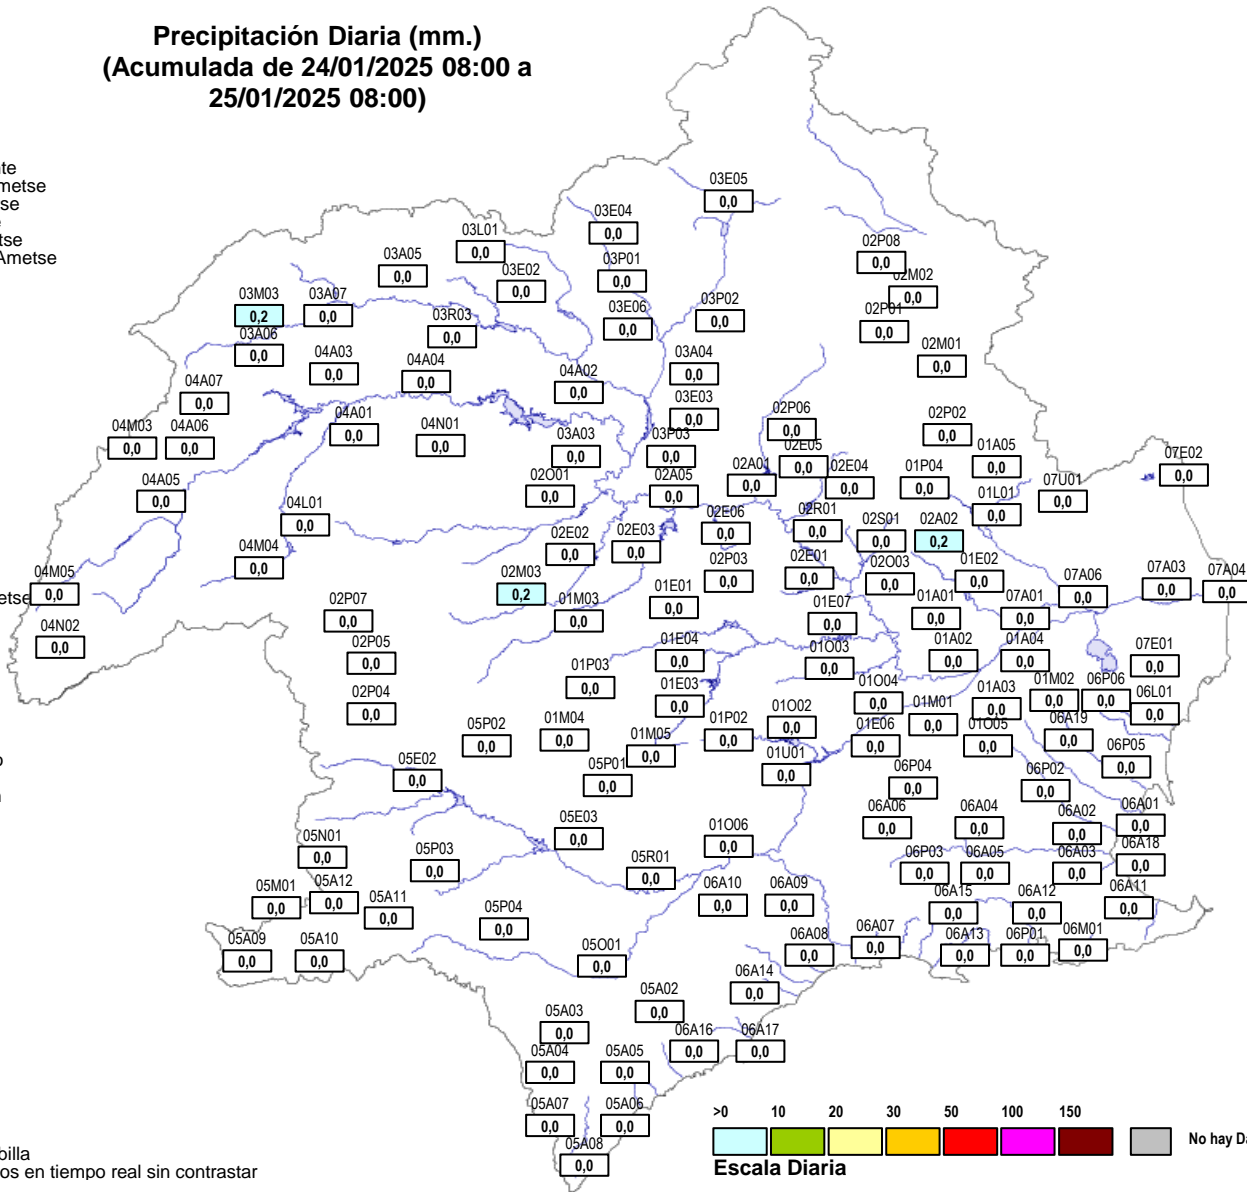 Precipitación Diaria (mm.)
(Acumulada de 24/01/2025 08:00 a
25/01/2025 08:00)
03E05
0,0
03E04
0,0
03L01
0,0
03P01
0,0
02P08
0,0
03A05
0,0
03E02
0,0
02M02
0,0
03M03
0,2
03A07
0,0
03P02
0,0
03E06
0,0
03R03
0,0
02P01
0,0
03A06
0,0
04A03
0,0
04A04
0,0
03A04
0,0
02M01
0,0
04A02
0,0
04A07
0,0
03E03
0,0
04A01
0,0
02P06
0,0
02P02
0,0
04M03
0,0
04A06
0,0
04N01
0,0
03A03
0,0
03P03
0,0
02E05
0,0
01A05
0,0
07E02
0,0
02O01
0,0
02A05
0,0
02A01
0,0
02E04
0,0
01P04
0,0
07U01
0,0
04A05
0,0
01L01
0,0
04L01
0,0
02E06
0,0
02R01
0,0
02S01
0,0
02A02
0,2
02E02
0,0
02E03
0,0
04M04
0,0
02P03
0,0
02E01
0,0
02O03
0,0
01E02
0,0
04M05
0,0
02M03
0,2
07A06
0,0
07A03
0,0
07A04
0,0
01E01
0,0
01M03
0,0
02P07
0,0
01E07
0,0
01A01
0,0
07A01
0,0
04N02
0,0
02P05
0,0
01E04
0,0
01O03
0,0
01A02
0,0
01A04
0,0
07E01
0,0
01P03
0,0
02P04
0,0
01E03
0,0
01O04
0,0
01A03
0,0
01M02
0,0
06P06
0,0
06L01
0,0
01M01
0,0
01O02
0,0
05P02
0,0
01M04
0,0
01P02
0,0
01E06
0,0
01O05
0,0
06A19
0,0
01M05
0,0
06P05
0,0
05E02
0,0
05P01
0,0
01U01
0,0
06P04
0,0
06P02
0,0
06A06
0,0
06A04
0,0
06A02
0,0
06A01
0,0
05E03
0,0
01O06
0,0
05N01
0,0
05P03
0,0
05R01
0,0
06P03
0,0
06A05
0,0
06A03
0,0
06A18
0,0
05M01
0,0
05A12
0,0
05A11
0,0
06A10
0,0
06A09
0,0
06A15
0,0
06A12
0,0
06A11
0,0
05P04
0,0
05A09
0,0
05A10
0,0
05O01
0,0
06A08
0,0
06A07
0,0
06A13
0,0
06P01
0,0
06M01
0,0
06A14
0,0
05A02
0,0
05A03
0,0
06A16
0,0
06A17
0,0
05A04
0,0
05A05
0,0
05A07
0,0
05A06
0,0
05A08
0,0
>0 10 20 30 50 100 150
No hay Da
Escala Diaria
nte
metse
tse
Ametse
etse
billa
os en tiempo real sin contrastar